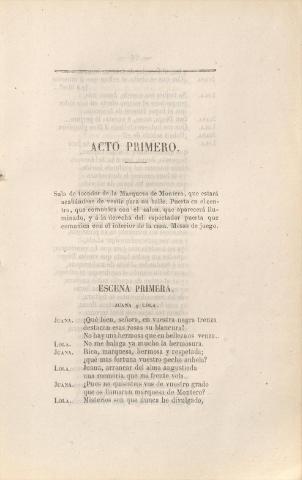 ACTO PRIMERO.
Sala de tocador de la Marquesa de Montero, que estará
acabándose de vestir para un baile. Puerta en el cen-
tro, que comunica con el salon, que aparecerá ilu-
minado, y á la derecha del espectador puerta que
comunica con el interior de la casa. Mesas de juego.
ESCENA PRIMERA.
JUANA y LOLA.
JUANA. ¡Qué bien, señora, en vuestra negra trenza
destacan esas rosas su blancura!
No hay una hermosa que en belleza os venza..
LOLA.. No me halaga ya mucho la hermosura.
JUANA. Rica, marquesa, hermosa y respetada;
¿qué mas fortuna vuestro pecho anhela?
LOLA.. Juana, arrancar del alma angustiada
una memoria que mi frente vela..
JUANA. ¿Pues no quisisteis vos de vuestro grado
que os llamaran marquesa de Montero?
LOLA.. Misterios son que nunca he divulgado,